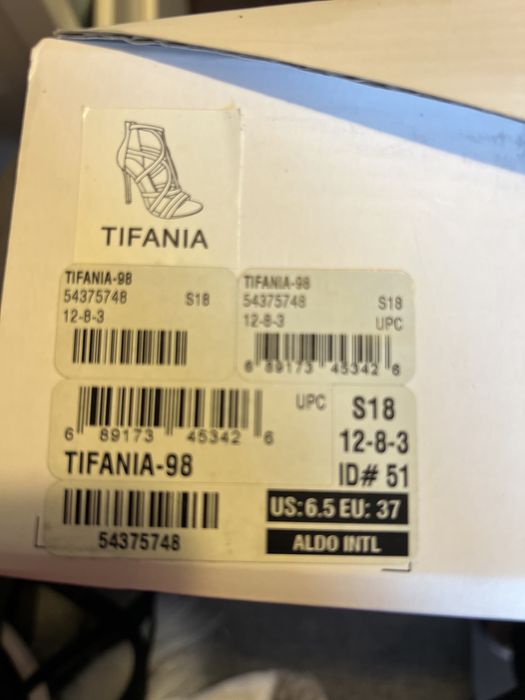 TIFANIA
TIFANIA-98
54375748 S18
12-8-3
TIFANIA-98
54375748 S18
12-8-3 UPC
6 89173 45342 6
UPC
6 89173 45342 6
TIFANIA-98
S18
12-8-3
ID# 51
54375748
US:6.5 EU: 37
ALDO INTL